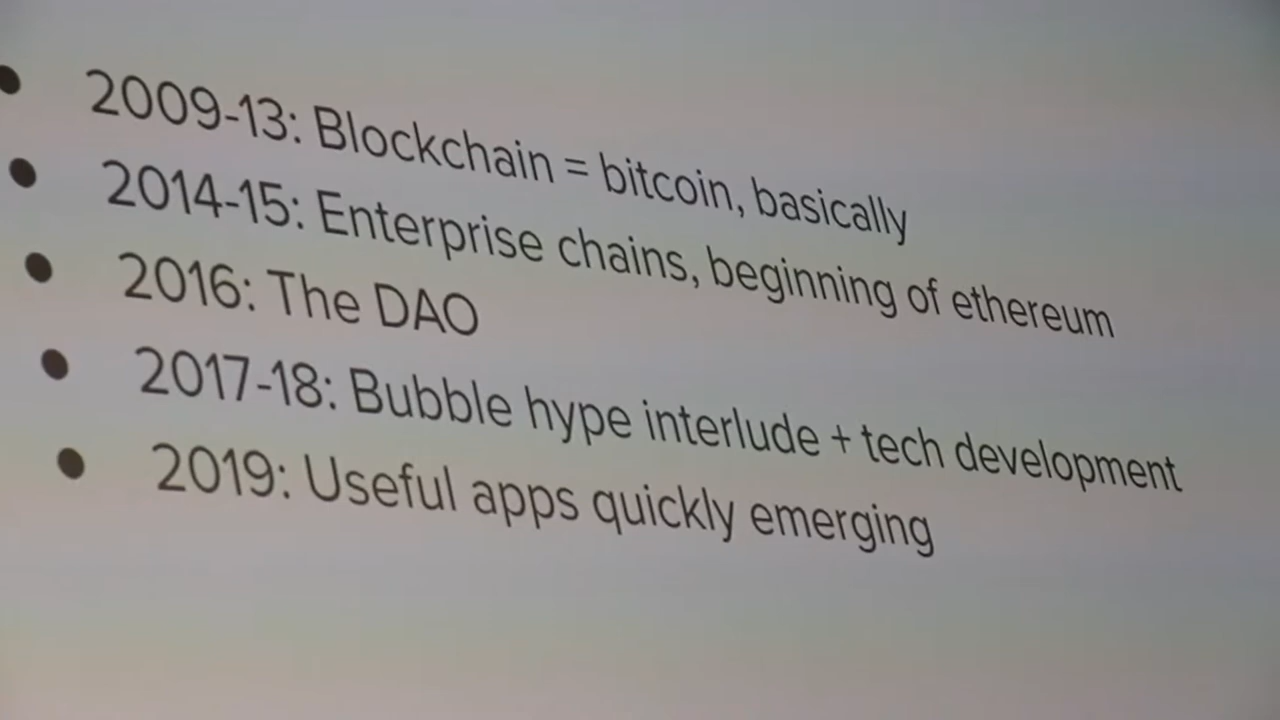 • 2009-13: Blockchain = bitcoin, basically
• 2014-15: Enterprise chains, beginning of ethereum
• 2016: The DAO
• 2017-18: Bubble hype interlude + tech development
• 2019: Useful apps quickly emerging